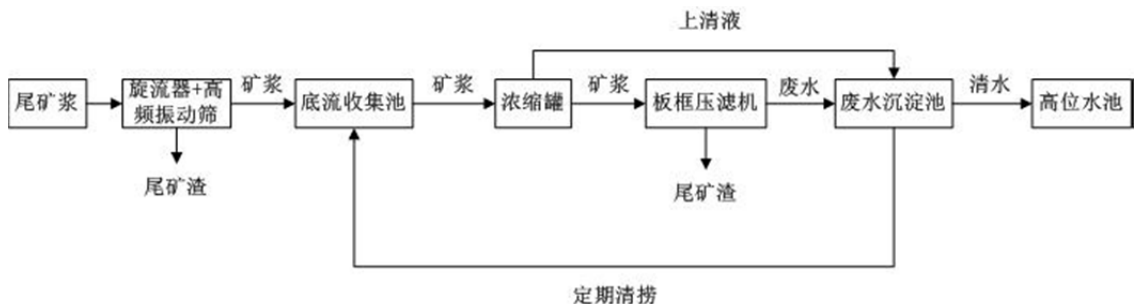 上清液
尾矿浆
旋流器+高
频振动筛
矿浆
底流收集池
矿浆
浓缩罐
矿浆
板框压滤机
废水
废水沉淀池
清水
高位水池
尾矿渣
尾矿渣
定期清捞